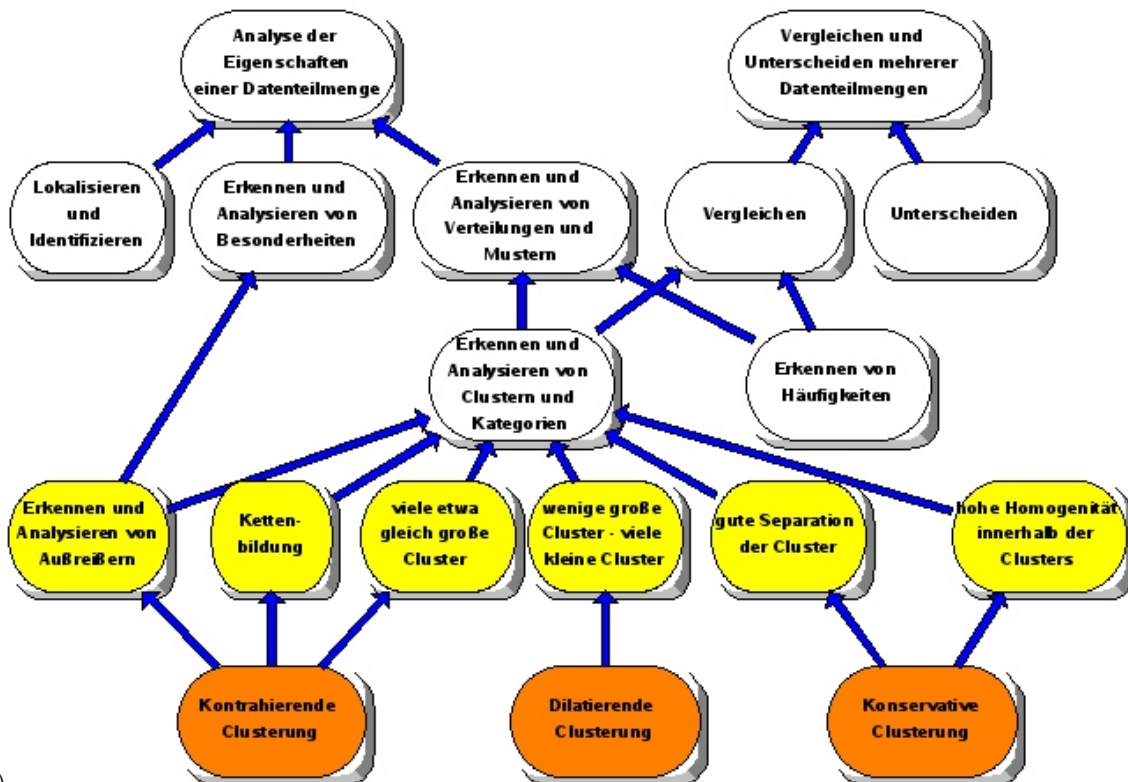 Analyse der
Eigenschaften
einer Datenteilmenge
Vergleichen und
Unterscheiden mehrerer
Datenteilmengen
Lokalisieren
und
Identifizieren
Erkennen und
Analysieren von
Besonderheiten
Erkennen und
Analysieren von
Verteilungen und
Mustern
Vergleichen
Unterscheiden
Erkennen und
Analysieren von
Clustern und
Kategorien
Erkennen von
Häufigkeiten
Erkennen und
Analysieren von
Außreißern
Ketten-
bildung
viele etwa
gleich große
Cluster
wenige große
Cluster - viele
kleine Cluster
gute Separation
der Cluster
hohe Homogenität
innerhalb der
Clusters
Kontrahierende
Clusterung
Dilatierende
Clusterung
Konservative
Clusterung
)